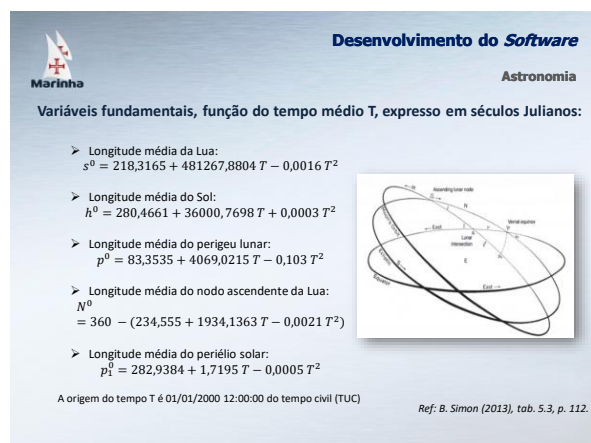 Marinha
Desenvolvimento do Software
Astronomia
Variáveis fundamentais, função do tempo médio T, expresso em séculos Julianos:
➢ Longitude média da Lua:
s⁰ = 218,3165 + 481267,8804 T − 0,0016 T²
➢ Longitude média do Sol:
h⁰ = 280,4661 + 36000,7698 T + 0,0003 T²
➢ Longitude média do perigeu lunar:
p⁰ = 83,3535 + 4069,0215 T − 0,103 T²
➢ Longitude média do nodo ascendente da Lua:
N⁰
= 360 − (234,555 + 1934,1363 T − 0,0021 T²)
➢ Longitude média do periélio solar:
p₁⁰ = 282,9384 + 1,7195 T − 0,0005 T²
Ascending lunar node
N
East
Vernal equinox
Lunar
intersection
E
Ecliptic
Equator
East
A origem do tempo T é 01/01/2000 12:00:00 do tempo civil (TUC)
Ref: B. Simon (2013), tab. 5.3, p. 112.